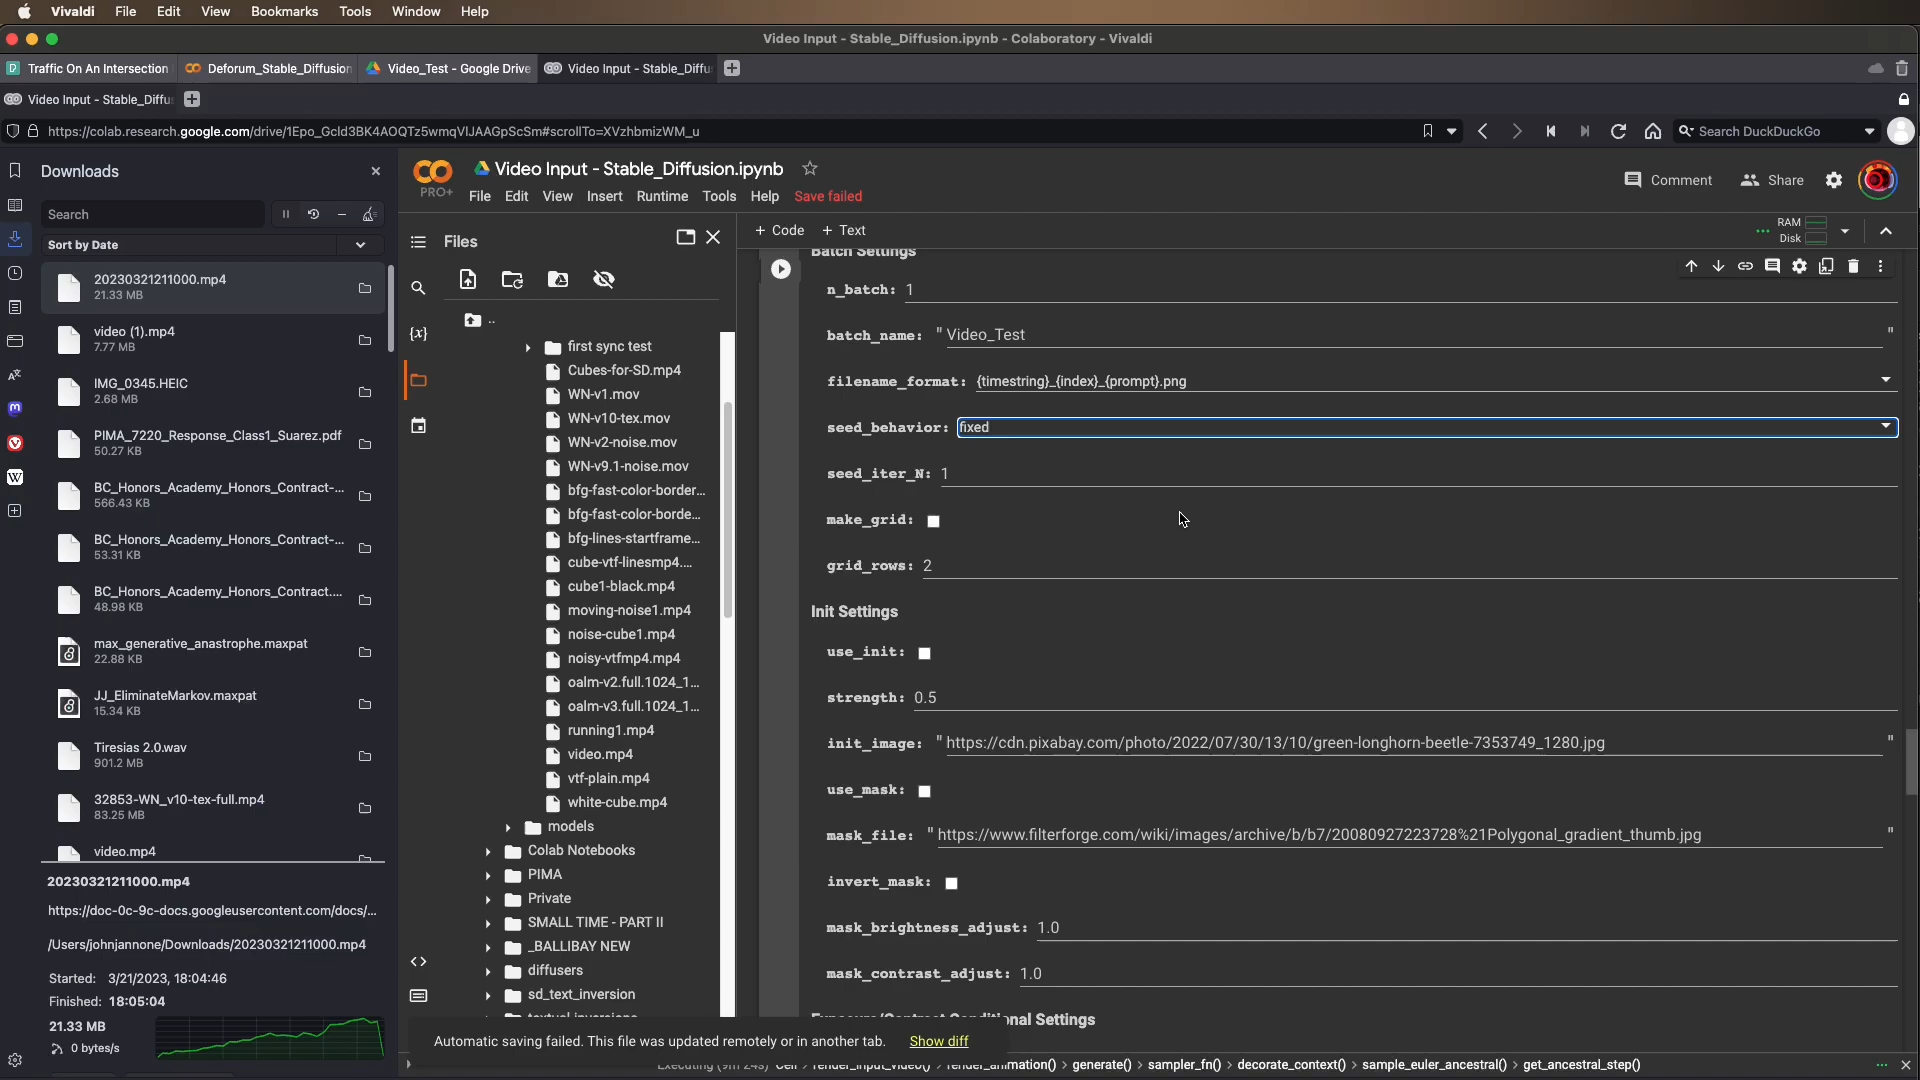 Vivaldi File Edit View Bookmarks Tools Window Help
Video Input - Stable_Diffusion.ipynb - Colaboratory - Vivaldi
Traffic On An Intersection Deforum_Stable_Diffusion Video_Test - Google Drive Video Input - Stable_Diffu
Video Input - Stable_Diffu
https://colab.research.google.com/drive/1Epo_Gcld3BK4AOQTz5wmqVIJAAGpScSm#scrollTo=XVzhbmizWM_u Search DuckDuckGo
Downloads
Search
Sort by Date
20230321211000.mp4
21.33 MB
video (1).mp4
7.77 MB
IMG_0345.HEIC
2.68 MB
PIMA_7220_Response_Class1_Suarez.pdf
50.27 KB
BC_Honors_Academy_Honors_Contract-...
566.43 KB
BC_Honors_Academy_Honors_Contract-...
53.31 KB
BC_Honors_Academy_Honors_Contract....
48.98 KB
max_generative_anastrophe.maxpat
22.88 KB
JJ_EliminateMarkov.maxpat
15.34 KB
Tiresias 2.0.wav
901.2 MB
32853-WN_v10-tex-full.mp4
83.25 MB
video.mp4
20230321211000.mp4
https://doc-0c-9c-docs.googleusercontent.com/docs/...
/Users/johnjannone/Downloads/20230321211000.mp4
Started: 3/21/2023, 18:04:46
Finished: 18:05:04
21.33 MB
0 bytes/s
PRO+
Video Input - Stable_Diffusion.ipynb
File Edit View Insert Runtime Tools Help Save failed
Comment Share
Files
..
first sync test
Cubes-for-SD.mp4
WN-v1.mov
WN-v10-tex.mov
WN-v2-noise.mov
WN-v9.1-noise.mov
bfg-fast-color-border...
bfg-fast-color-borde...
bfg-lines-startframe...
cube-vtf-linesmp4....
cube1-black.mp4
moving-noise1.mp4
noise-cube1.mp4
noisy-vtfmp4.mp4
oalm-v2.full.1024_1...
oalm-v3.full.1024_1...
running1.mp4
video.mp4
vtf-plain.mp4
white-cube.mp4
models
Colab Notebooks
PIMA
Private
SMALL TIME - PART II
_BALLIBAY NEW
diffusers
sd_text_inversion
+ Code + Text
RAM
Disk
Batch Settings
n_batch: 1
batch_name: " Video_Test "
filename_format: {timestring}_{index}_{prompt}.png
seed_behavior: fixed
seed_iter_N: 1
make_grid:
grid_rows: 2
Init Settings
use_init:
strength: 0.5
init_image: " https://cdn.pixabay.com/photo/2022/07/30/13/10/green-longhorn-beetle-7353749_1280.jpg "
use_mask:
mask_file: " https://www.filterforge.com/wiki/images/archive/b/b7/20080927223728%21Polygonal_gradient_thumb.jpg "
invert_mask:
mask_brightness_adjust: 1.0
mask_contrast_adjust: 1.0
Exposure/Contrast Conditional Settings
Automatic saving failed. This file was updated remotely or in another tab. Show diff
Executing (9m 24s) Cell > render_input_video() > render_animation() > generate() > sampler_fn() > decorate_context() > sample_euler_ancestral() > get_ancestral_step()